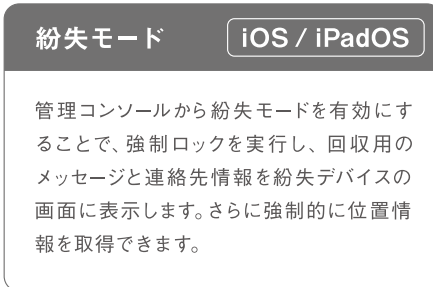 紛失モード iOS / iPadOS
管理コンソールから紛失モードを有効にす
ることで、強制ロックを実行し、回収用の
メッセージと連絡先情報を紛失デバイスの
画面に表示します。さらに強制的に位置情
報を取得できます。